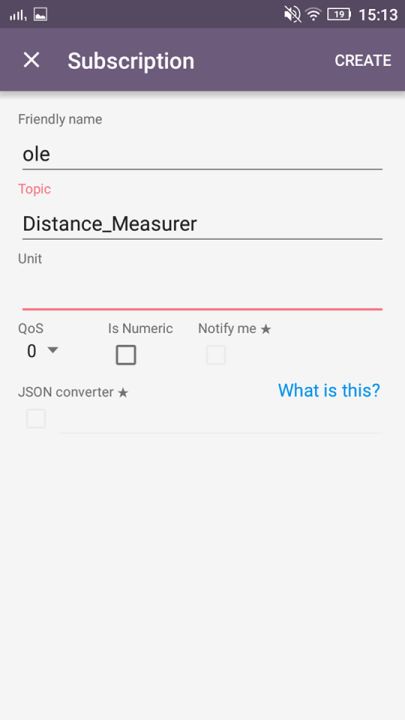 19 15:13
Subscription CREATE
Friendly name
ole
Topic
Distance_Measurer
Unit
QoS Is Numeric Notify me ★
0
JSON converter ★ What is this?